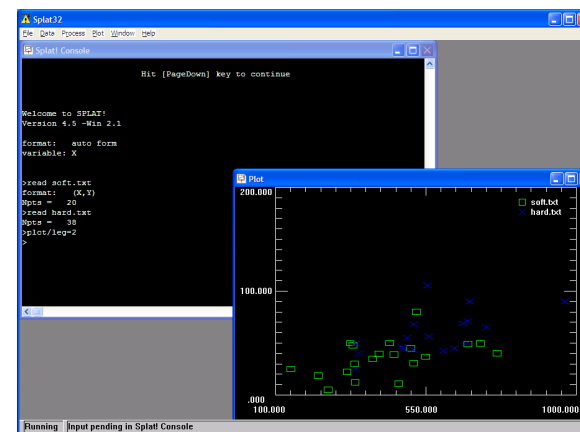 Splat32
File Data Process Plot Window Help
Splat! Console
Hit [PageDown] key to continue
Welcome to SPLAT!
Version 4.5 -Win 2.1
format: auto form
variable: X
>read soft.txt
format: (X,Y)
Npts = 20
>read hard.txt
Npts = 38
>plot/leg=2
>
Plot
200.000
soft.txt
hard.txt
100.000
.000
100.000 550.000 1000.000
Running Input pending in Splat! Console